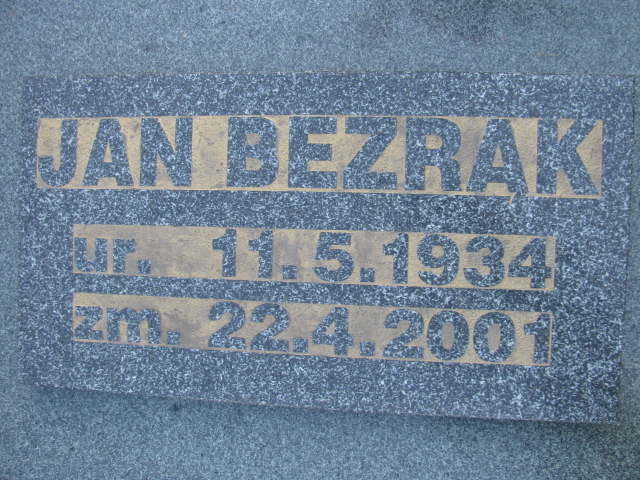 JAN BEZRĄK
ur. 11.5.1934
zm. 22.4.2001